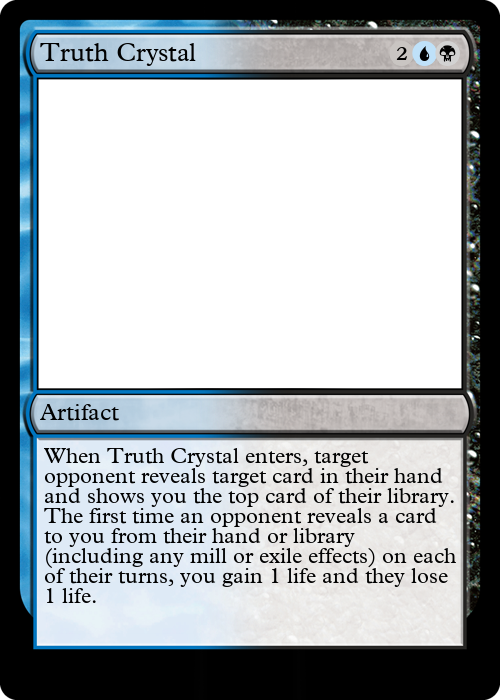 Truth Crystal 2
Artifact
When Truth Crystal enters, target
opponent reveals target card in their hand
and shows you the top card of their library.
The first time an opponent reveals a card
to you from their hand or library
(including any mill or exile effects) on each
of their turns, you gain 1 life and they lose
1 life.